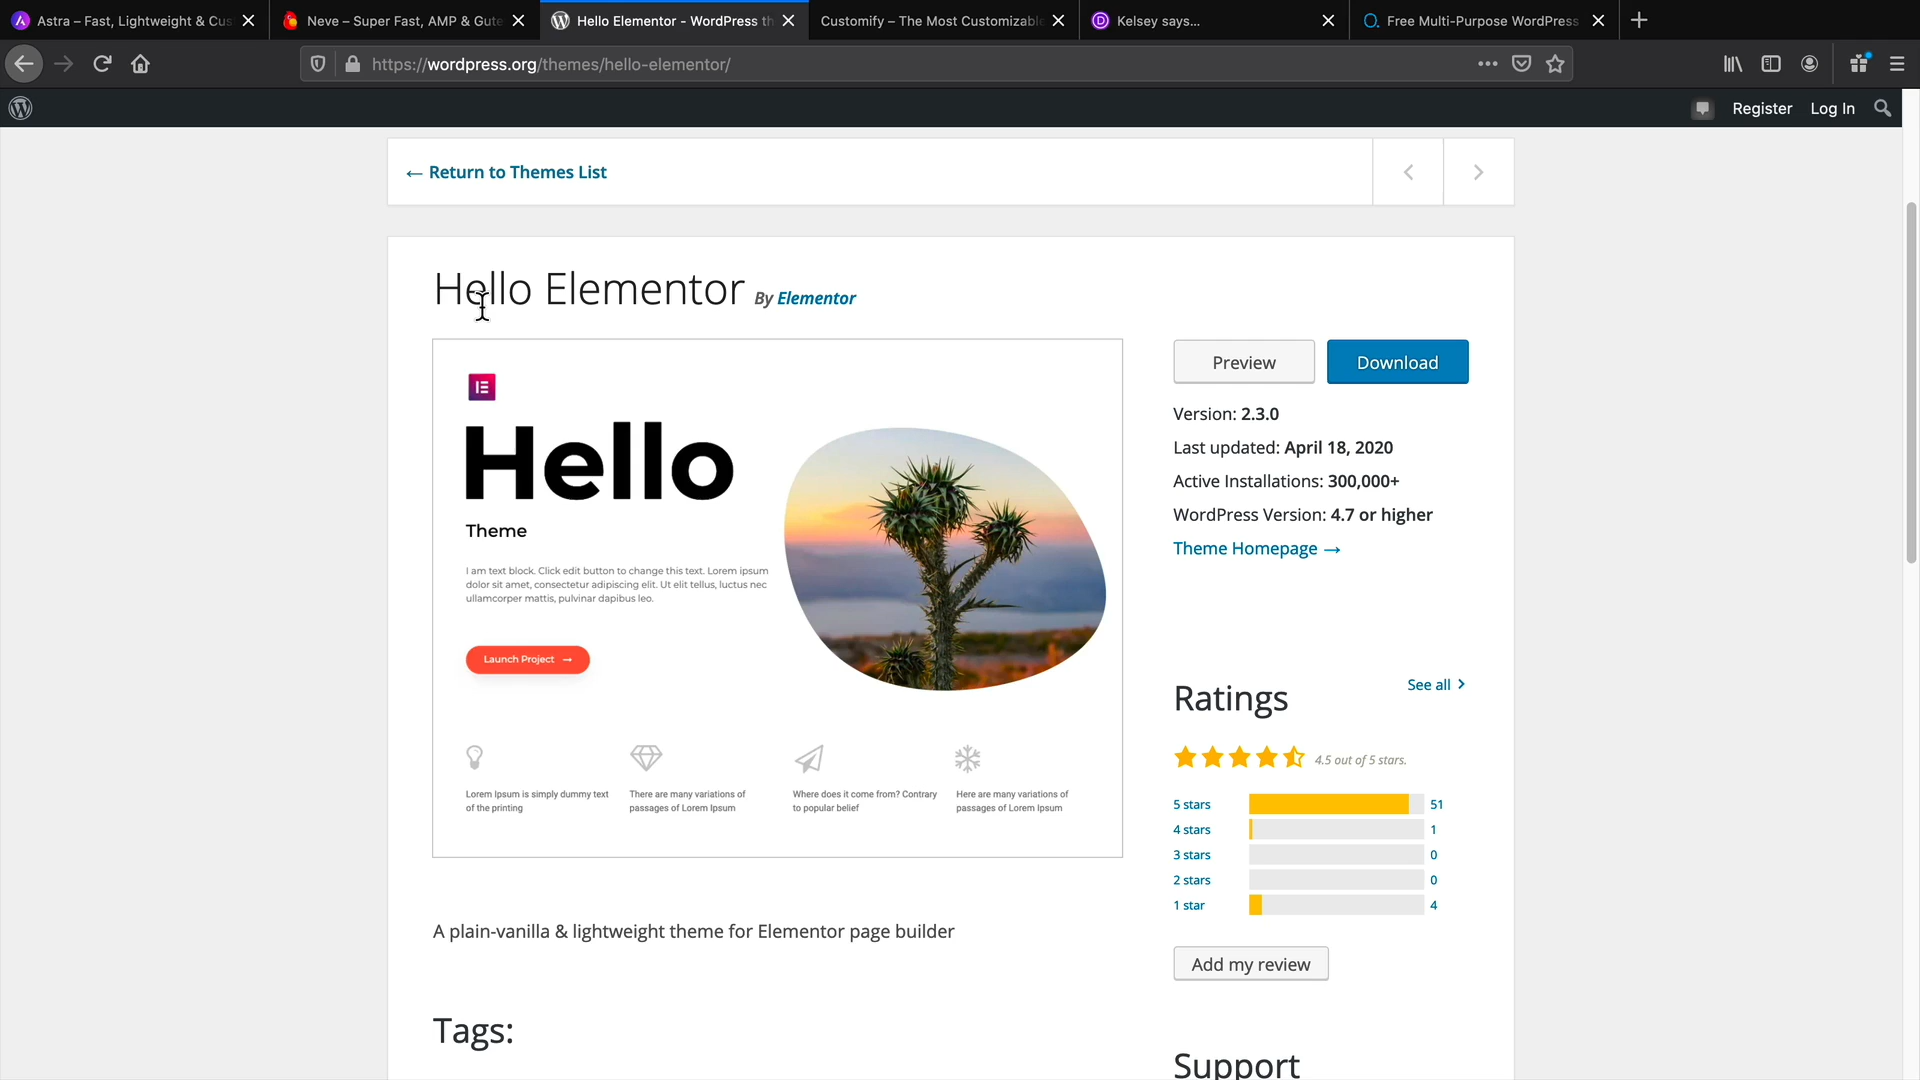 Astra – Fast, Lightweight & Cus
Neve – Super Fast, AMP & Gute
Hello Elementor - WordPress th
Customify – The Most Customizable
Kelsey says...
Free Multi-Purpose WordPress
https://wordpress.org/themes/hello-elementor/
Register
Log In
← Return to Themes List
Hello Elementor By Elementor
Hello
Theme
I am text block. Click edit button to change this text. Lorem ipsum
dolor sit amet, consectetur adipiscing elit. Ut elit tellus, luctus nec
ullamcorper mattis, pulvinar dapibus leo.
Launch Project →
Lorem Ipsum is simply dummy text
of the printing
There are many variations of
passages of Lorem Ipsum
Where does it come from? Contrary
to popular belief
Here are many variations of
passages of Lorem Ipsum
A plain-vanilla & lightweight theme for Elementor page builder
Tags:
Preview
Download
Version: 2.3.0
Last updated: April 18, 2020
Active Installations: 300,000+
WordPress Version: 4.7 or higher
Theme Homepage →
Ratings
See all
4.5 out of 5 stars.
5 stars 51
4 stars 1
3 stars 0
2 stars 0
1 star 4
Add my review
Support